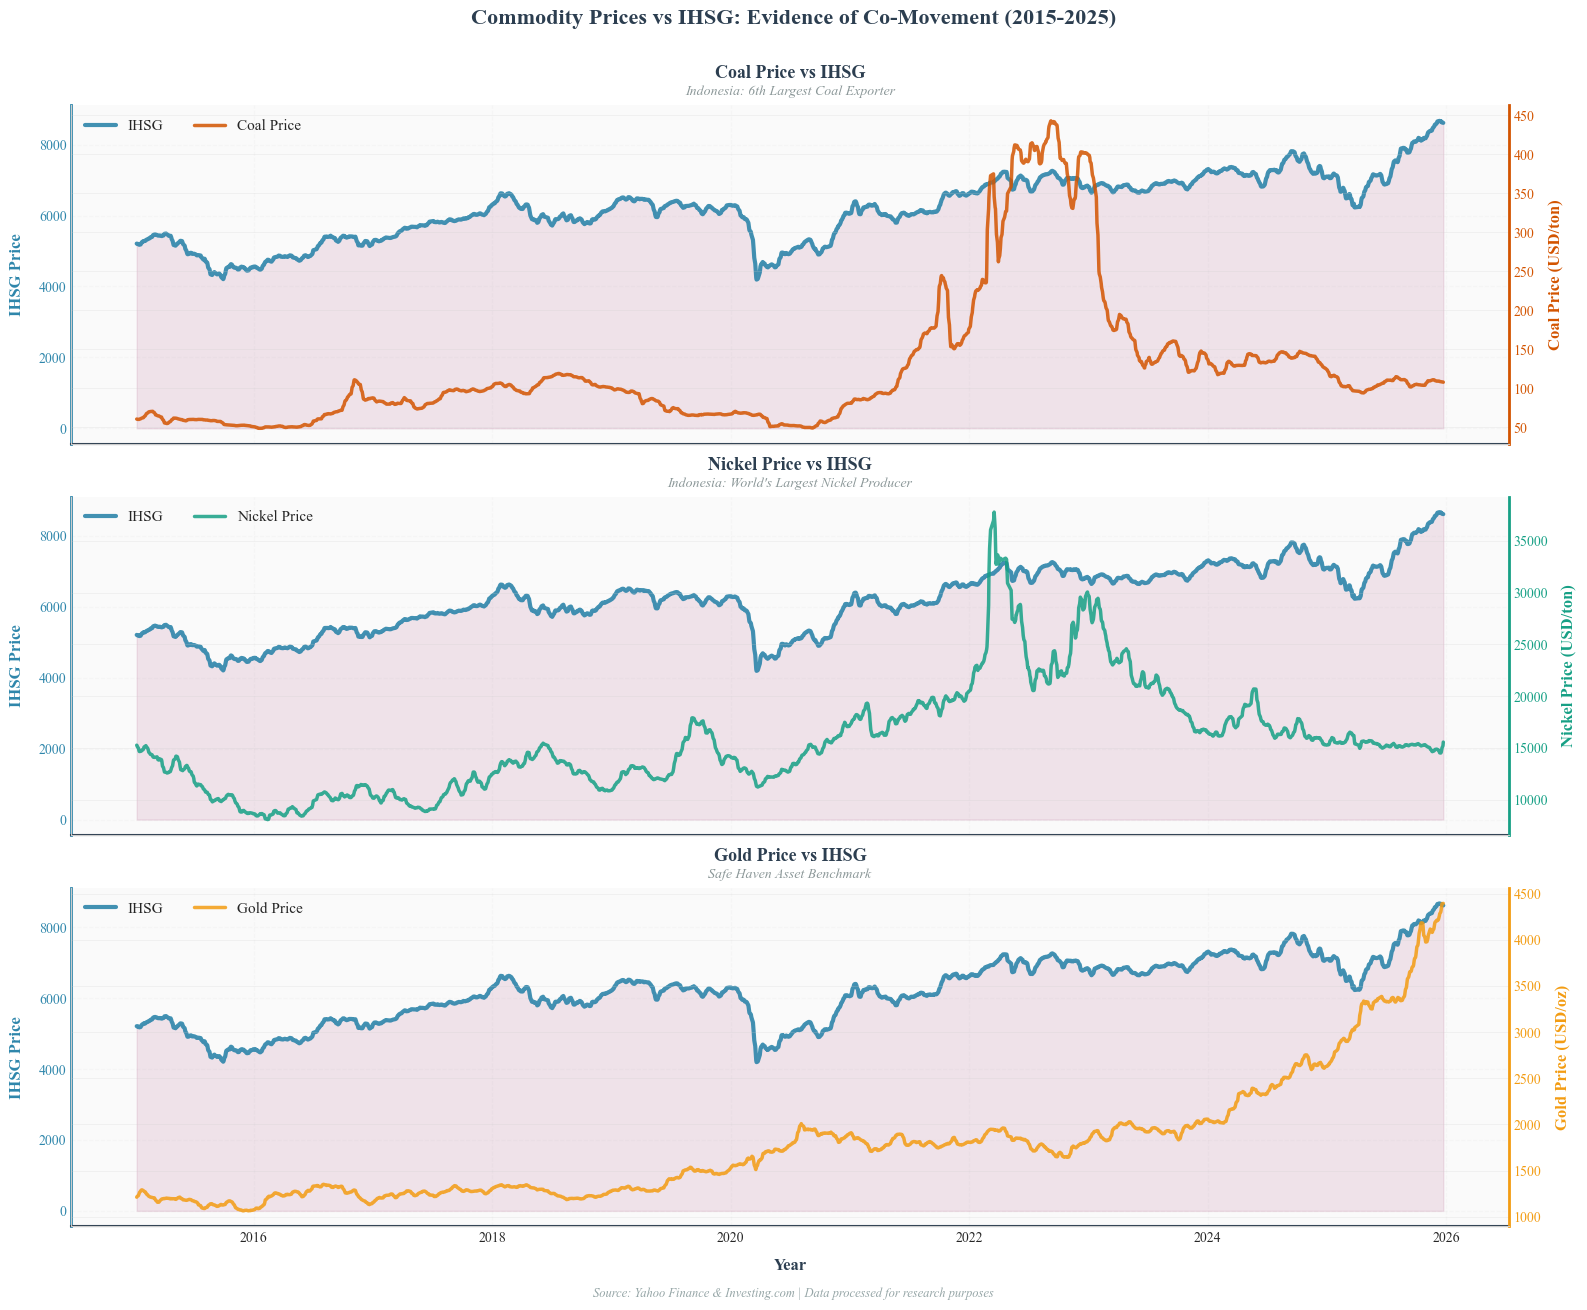 Commodity Prices vs IHSG: Evidence of Co-Movement (2015-2025)
Coal Price vs IHSG
Indonesia: 6th Largest Coal Exporter
IHSG
Coal Price
IHSG Price
8000
6000
4000
2000
0
450
400
350
300
250
200
150
100
50
Coal Price (USD/ton)
Nickel Price vs IHSG
Indonesia: World's Largest Nickel Producer
IHSG
Nickel Price
IHSG Price
8000
6000
4000
2000
0
35000
30000
25000
20000
15000
10000
Nickel Price (USD/ton)
Gold Price vs IHSG
Safe Haven Asset Benchmark
IHSG
Gold Price
IHSG Price
8000
6000
4000
2000
0
4500
4000
3500
3000
2500
2000
1500
1000
Gold Price (USD/oz)
2016
2018
2020
2022
2024
2026
Year
Source: Yahoo Finance & Investing.com | Data processed for research purposes